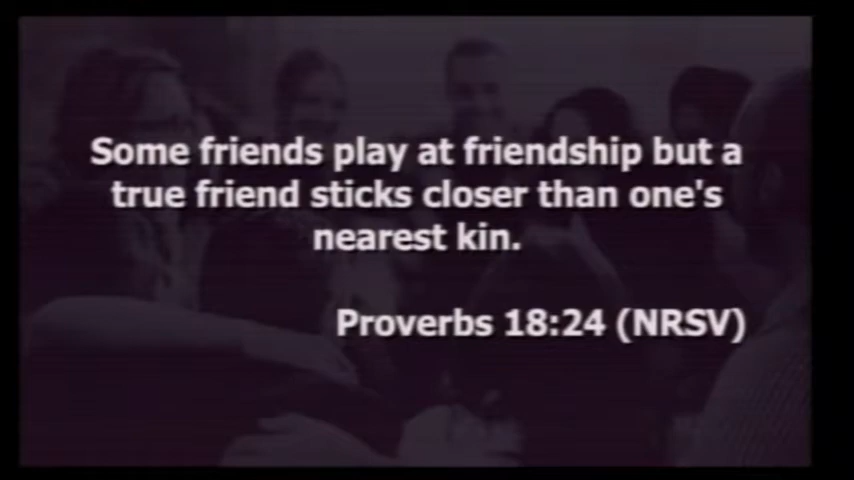 Some friends play at friendship but a
true friend sticks closer than one's
nearest kin.
Proverbs 18:24 (NRSV)